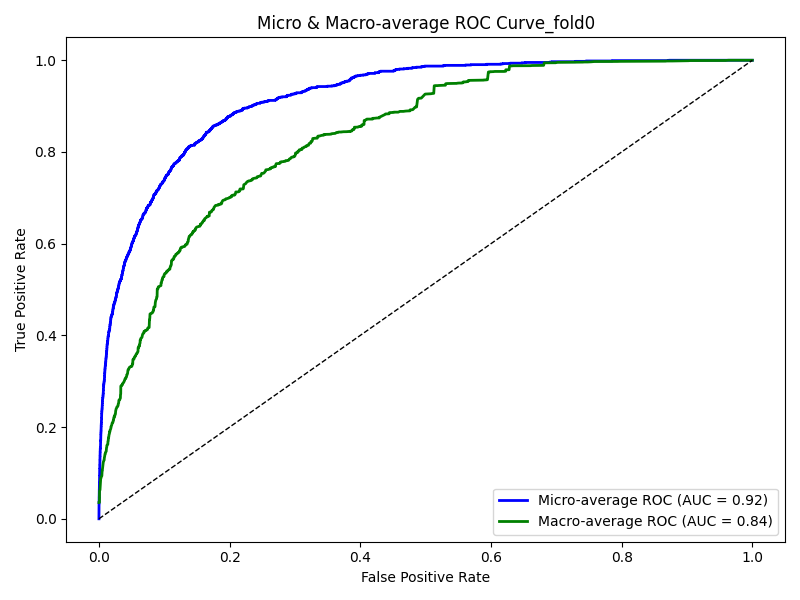 Micro & Macro-average ROC Curve_fold0
True Positive Rate
1.0
0.8
0.6
0.4
0.2
0.0
0.0 0.2 0.4 0.6 0.8 1.0
False Positive Rate
Micro-average ROC (AUC = 0.92)
Macro-average ROC (AUC = 0.84)